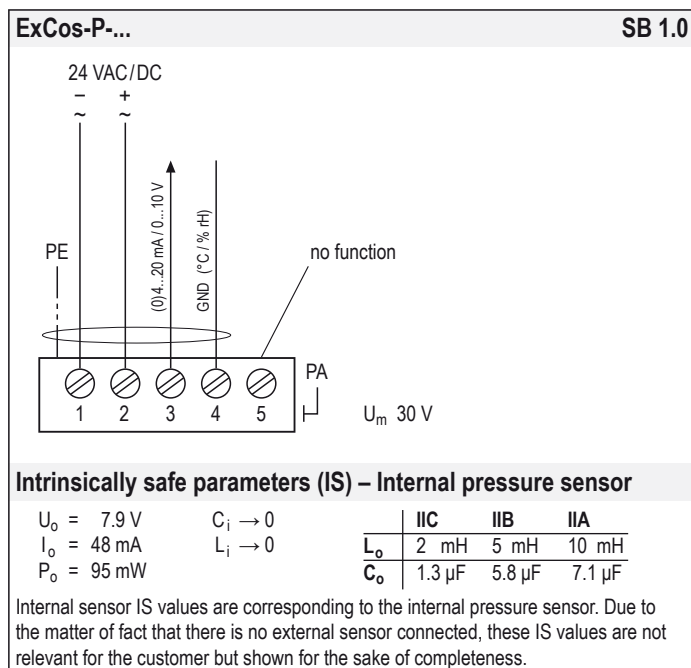 ExCos-P-... SB 1.0
24 VAC/DC
– +
~ ~
PE
(0)4...20 mA / 0...10 V
GND (°C / % rH)
no function
PA
1 2 3 4 5
Um 30 V
Intrinsically safe parameters (IS) – Internal pressure sensor
Uo = 7.9 V Ci → 0
Io = 48 mA Li → 0
Po = 95 mW
IIC IIB IIA
Lo 2 mH 5 mH 10 mH
Co 1.3 µF 5.8 µF 7.1 µF
Internal sensor IS values are corresponding to the internal pressure sensor. Due to
the matter of fact that there is no external sensor connected, these IS values are not
relevant for the customer but shown for the sake of completeness.